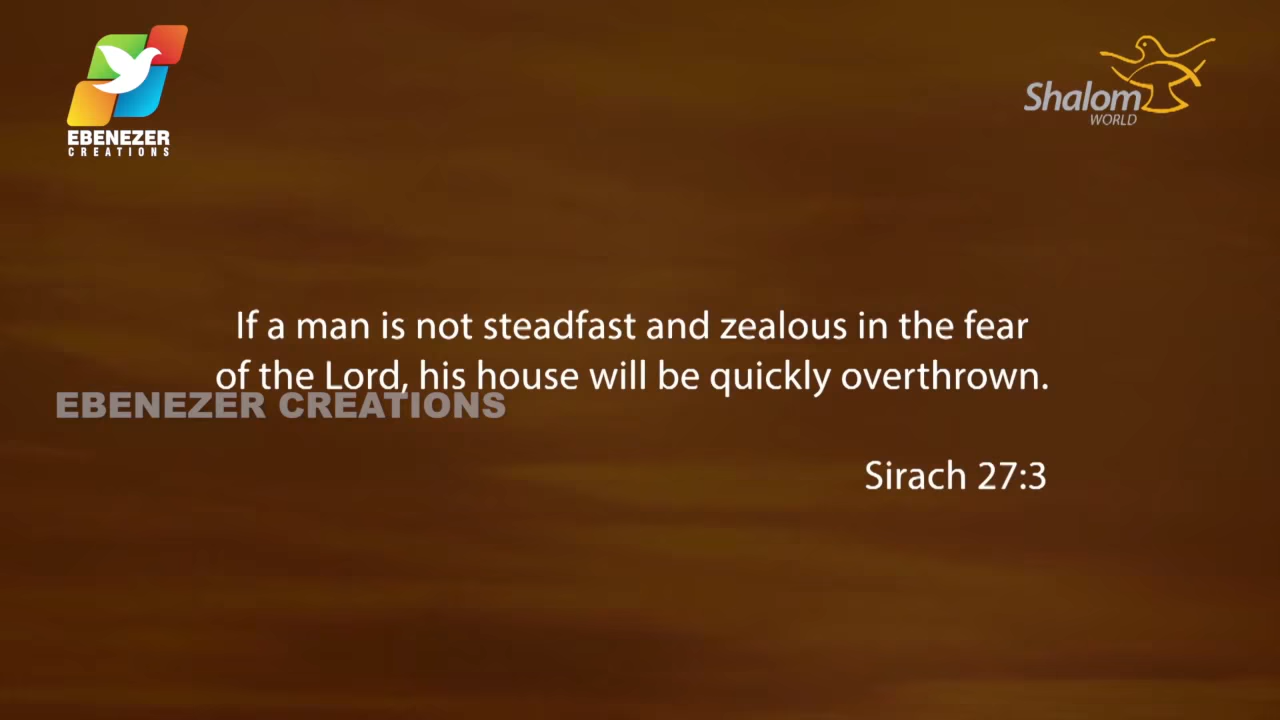 EBENEZER
CREATIONS
Shalom
WORLD
If a man is not steadfast and zealous in the fear
of the Lord, his house will be quickly overthrown.
EBENEZER CREATIONS
Sirach 27:3